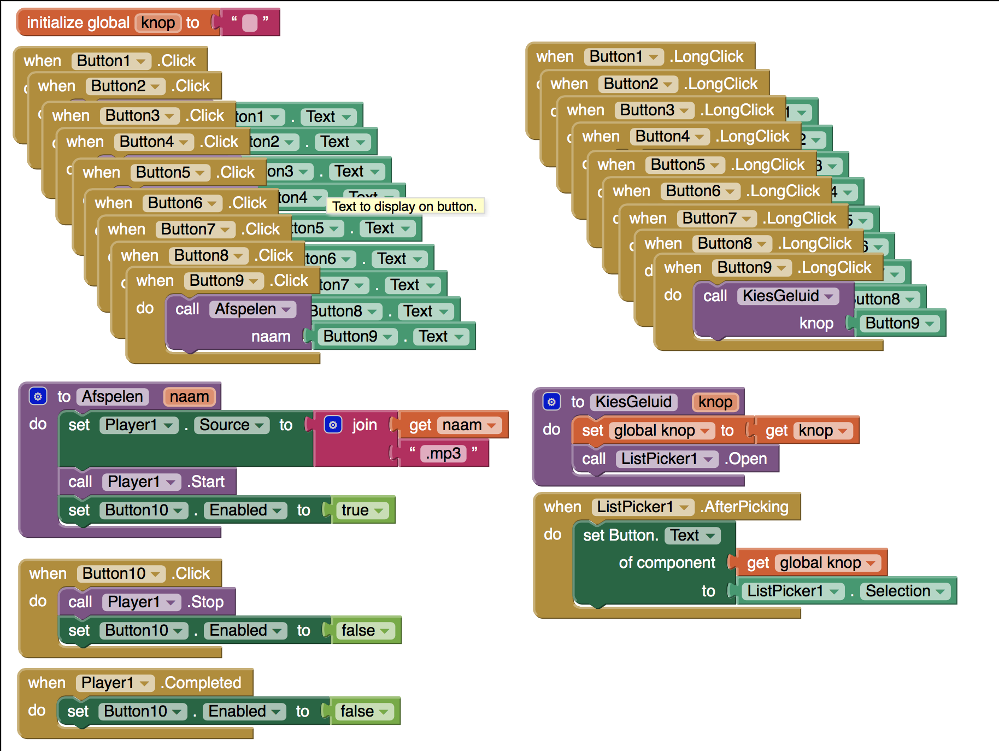 initialize global knop to “ ”
when Button1 .Click
when Button2 .Click
when Button3 .Click ton1 . Text
when Button4 .Click ton2 . Text
when Button5 .Click on3 . Text
ton4 . Text
Text to display on button.
when Button6 .Click
when Button7 .Click ton5 . Text
when Button8 .Click ton6 . Text
when Button9 .Click ton7 . Text
do call Afspelen Button8 . Text
naam Button9 . Text
when Button1 .LongClick
when Button2 .LongClick
when Button3 .LongClick 1
when Button4 .LongClick 2
when Button5 .LongClick 3
when Button6 .LongClick 4
when Button7 .LongClick 5
when Button8 .LongClick 6
d when Button9 .LongClick
do call KiesGeluid utton8
knop Button9
to Afspelen naam
do set Player1 . Source to join get naam
“ .mp3 ”
call Player1 .Start
set Button10 . Enabled to true
when Button10 .Click
do call Player1 .Stop
set Button10 . Enabled to false
when Player1 .Completed
do set Button10 . Enabled to false
to KiesGeluid knop
do set global knop to get knop
call ListPicker1 .Open
when ListPicker1 .AfterPicking
do set Button. Text
of component get global knop
to ListPicker1 . Selection